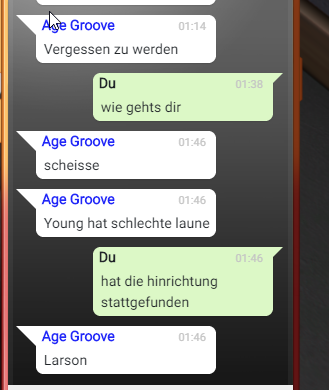 Age Groove 01:14
Vergessen zu werden
Du 01:38
wie gehts dir
Age Groove 01:46
scheisse
Age Groove 01:46
Young hat schlechte laune
Du 01:46
hat die hinrichtung
stattgefunden
Age Groove 01:46
Larson